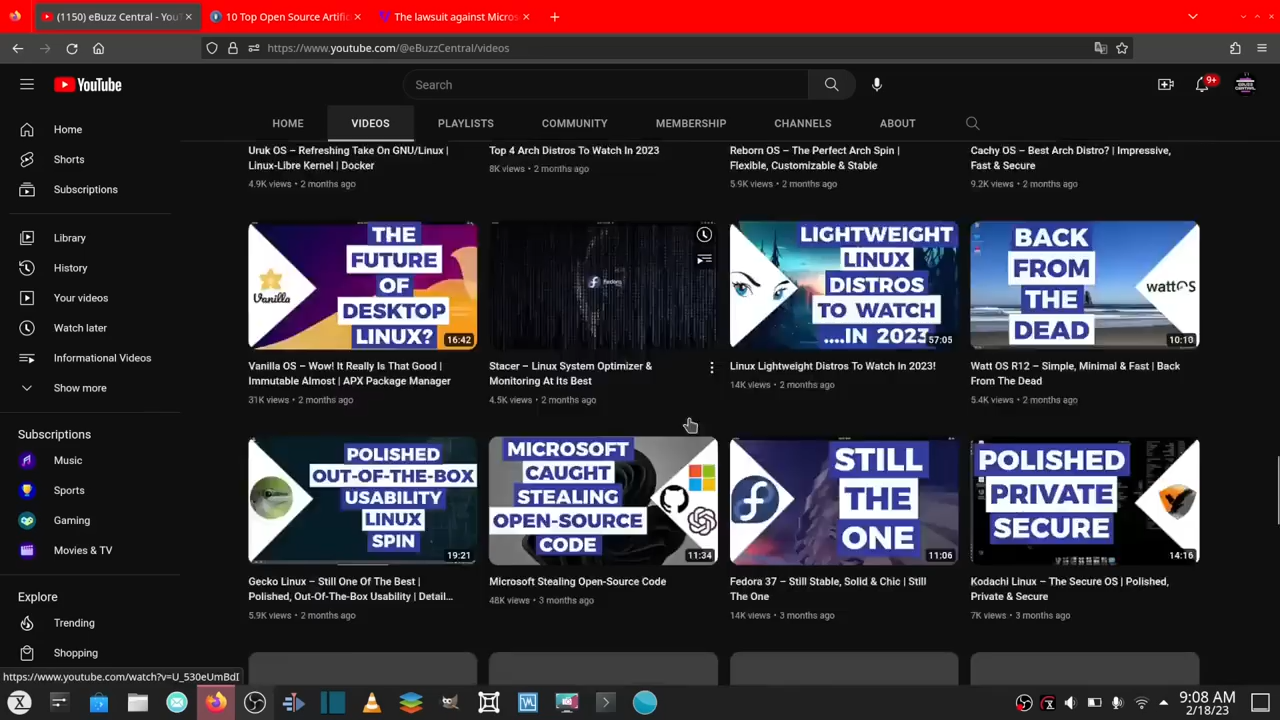 (1150) eBuzz Central - YouT
10 Top Open Source Artific
The lawsuit against Micros
https://www.youtube.com/@eBuzzCentral/videos
YouTube
Search
9+
HOME
VIDEOS
PLAYLISTS
COMMUNITY
MEMBERSHIP
CHANNELS
ABOUT
Home
Shorts
Subscriptions
Library
History
Your videos
Watch later
Informational Videos
Show more
Subscriptions
Music
Sports
Gaming
Movies & TV
Explore
Trending
Shopping
Uruk OS – Refreshing Take On GNU/Linux |
Linux-Libre Kernel | Docker
4.9K views • 2 months ago
Top 4 Arch Distros To Watch In 2023
8K views • 2 months ago
Reborn OS – The Perfect Arch Spin |
Flexible, Customizable & Stable
5.9K views • 2 months ago
Cachy OS – Best Arch Distro? | Impressive,
Fast & Secure
9.2K views • 2 months ago
Vanilla
THE
FUTURE
OF
DESKTOP
LINUX?
16:42
Vanilla OS – Wow! It Really Is That Good |
Immutable Almost | APX Package Manager
31K views • 2 months ago
fedora
Stacer – Linux System Optimizer &
Monitoring At Its Best
4.5K views • 2 months ago
LIGHTWEIGHT
LINUX
DISTROS
TO WATCH
....IN 2023
57:05
Linux Lightweight Distros To Watch In 2023!
14K views • 2 months ago
BACK
FROM
THE
DEAD
wattOS
10:10
Watt OS R12 – Simple, Minimal & Fast | Back
From The Dead
5.4K views • 2 months ago
POLISHED
OUT-OF-THE-BOX
USABILITY
LINUX
SPIN
19:21
Gecko Linux – Still One Of The Best |
Polished, Out-Of-The-Box Usability | Detail...
5.9K views • 2 months ago
MICROSOFT
CAUGHT
STEALING
OPEN-SOURCE
CODE
11:34
Microsoft Stealing Open-Source Code
48K views • 3 months ago
STILL
THE
ONE
11:06
Fedora 37 – Still Stable, Solid & Chic | Still
The One
14K views • 3 months ago
POLISHED
PRIVATE
SECURE
14:16
Kodachi Linux – The Secure OS | Polished,
Private & Secure
7K views • 3 months ago
https://www.youtube.com/watch?v=U_530eUmBdI
9:08 AM
2/18/23